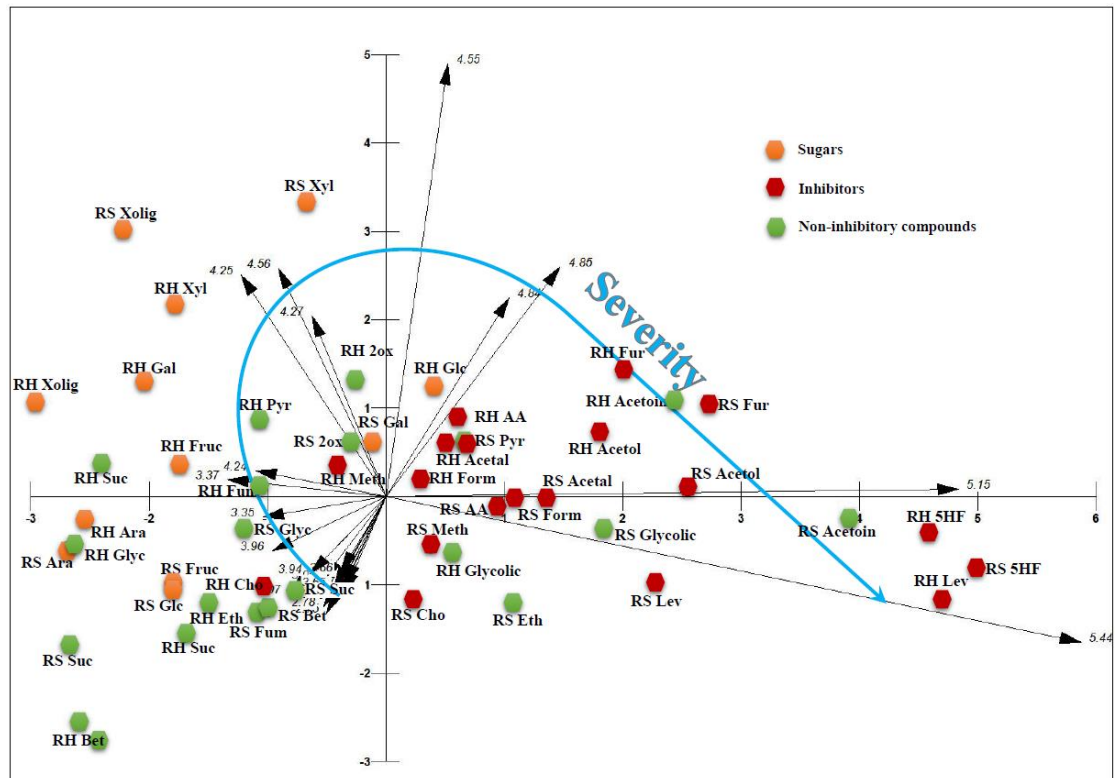 5
4.55
4
Sugars
Inhibitors
Non-inhibitory compounds
RS Xyl
RS Xolig
3
4.25
4.56
4.85
4.84
Severity
RH Xyl
4.27
2
RH 2ox
RH Glc
RH Fur
RH Gal
RH Xolig
RH Acetoin
RS Fur
1
RH Pyr
RS Gal
RH AA
RS 2ox
RS Pyr
RH Acetol
RH Fruc
RH Acetal
RH Suc
4.24
3.37
RH Meth
RH Form
RS Acetol
RH Fum
RS Acetal
5.15
-3
-2
2
3
4
5
6
3.35
RS AA
RS Form
RH Ara
RS Glyc
RS Meth
RS Acetoin
RH 5HF
RS Glycolic
3.96
RS Ara
RH Glyc
RS Fruc
3.94
RH Glycolic
RS 5HF
RH Cho
RS Suc
RH Lev
RS Glc
1
2.78
RS Lev
RH Eth
RS Bet
RS Cho
RS Eth
RS Fum
RH Suc
5.44
RS Suc
-2
RH Bet
-3